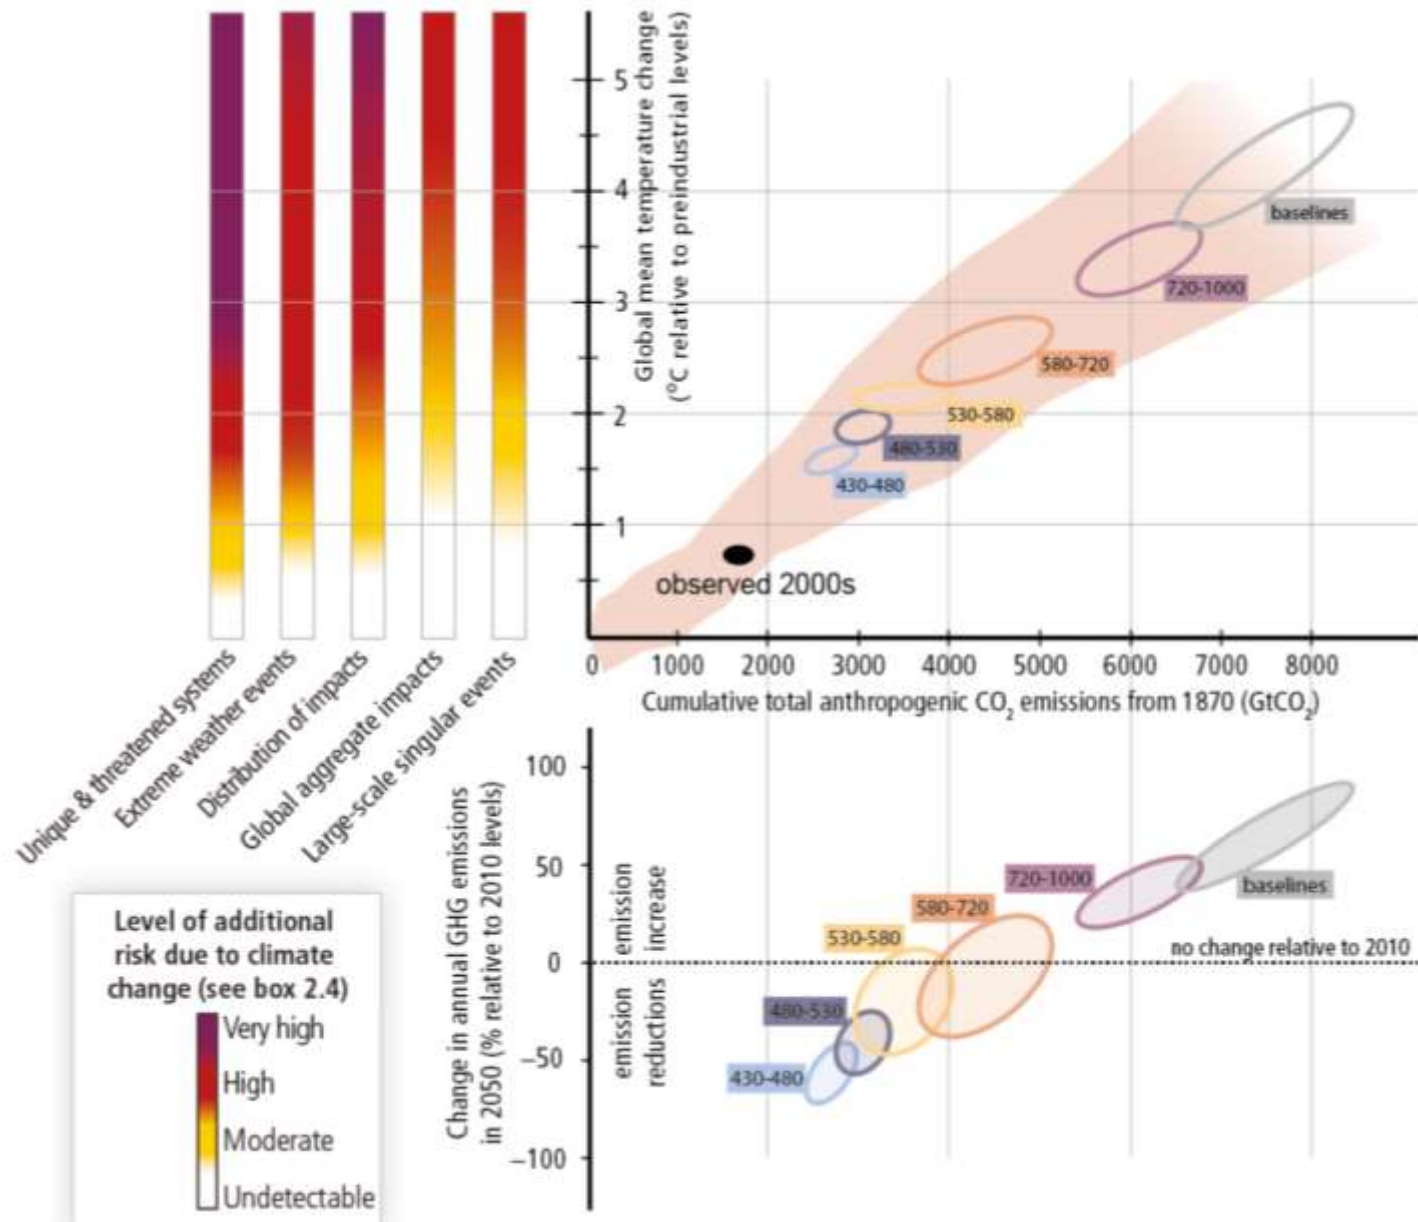 Global mean temperature change
(°C relative to preindustrial levels)
5
4
3
2
1
baselines
720-1000
580-720
530-580
480-530
430-480
observed 2000s
0 1000 2000 3000 4000 5000 6000 7000 8000
Cumulative total anthropogenic CO₂ emissions from 1870 (GtCO₂)
Unique & threatened systems
Extreme weather events
Distribution of impacts
Global aggregate impacts
Large-scale singular events
Level of additional
risk due to climate
change (see box 2.4)
Very high
High
Moderate
Undetectable
Change in annual GHG emissions
in 2050 (% relative to 2010 levels)
100
50
0
−50
−100
emission
increase
emission
reductions
720-1000
baselines
580-720
530-580
no change relative to 2010
480-530
430-480